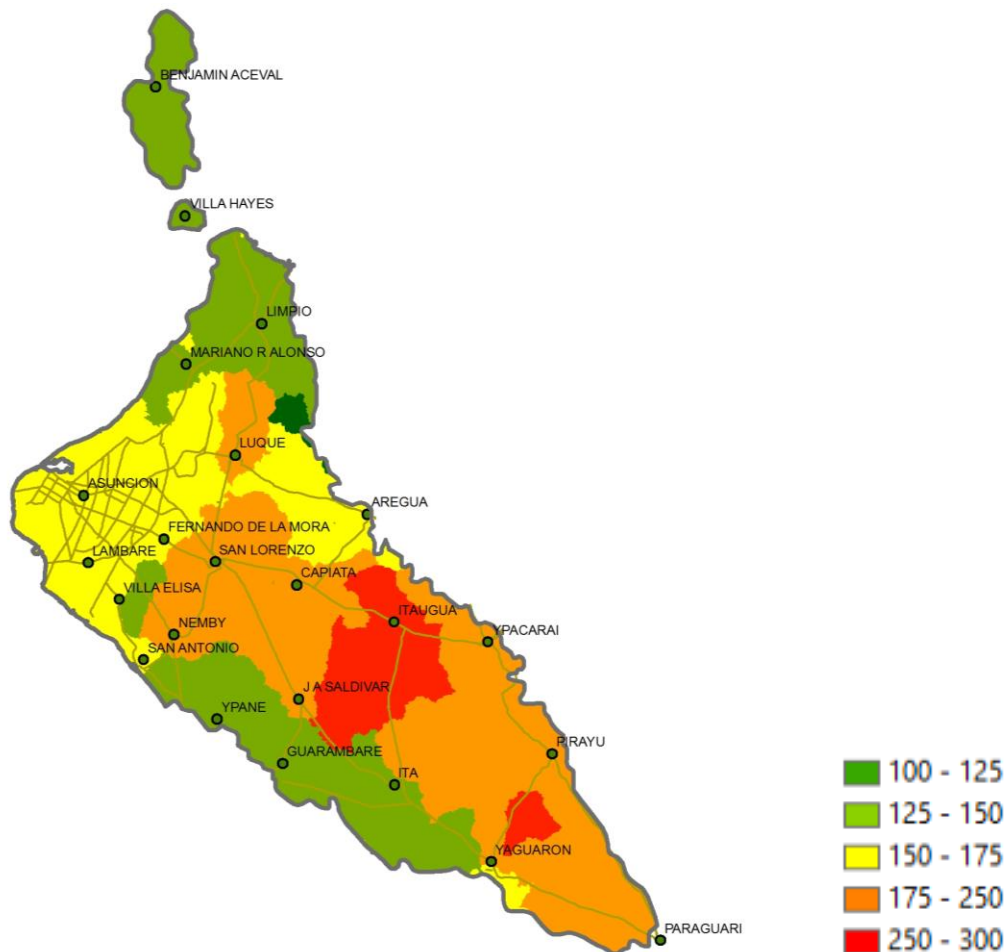 BENJAMIN ACEVAL
VILLA HAYES
LIMPIO
MARIANO R ALONSO
LUQUE
ASUNCION
AREGUA
FERNANDO DE LA MORA
LAMBARE
SAN LORENZO
CAPIATA
VILLA ELISA
ITAUGUA
NEMBY
YPACARAI
SAN ANTONIO
J A SALDIVAR
YPANE
PIRAYU
GUARAMBARE
ITA
YAGUARON
PARAGUARI
100 - 125
125 - 150
150 - 175
175 - 250
250 - 300